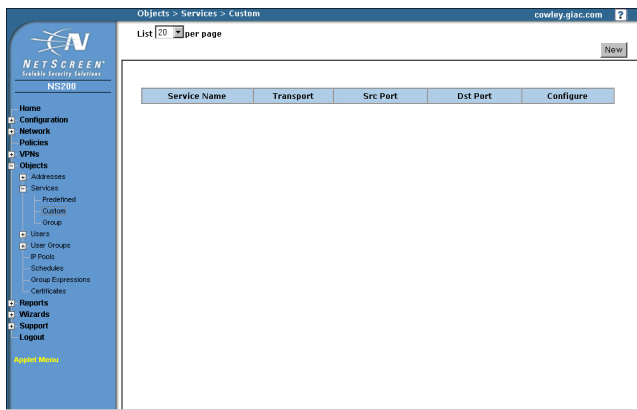 Objects > Services > Custom
cowley.giac.com ?
List 20 per page
New
NETSCREEN
Scalable Security Solutions
NS200
Service Name Transport Src Port Dst Port Configure
Home
Configuration
Network
Policies
VPNs
Objects
Addresses
Services
Predefined
Custom
Group
Users
User Groups
IP Pools
Schedules
Group Expressions
Certificates
Reports
Wizards
Support
Logout
Applet Menu